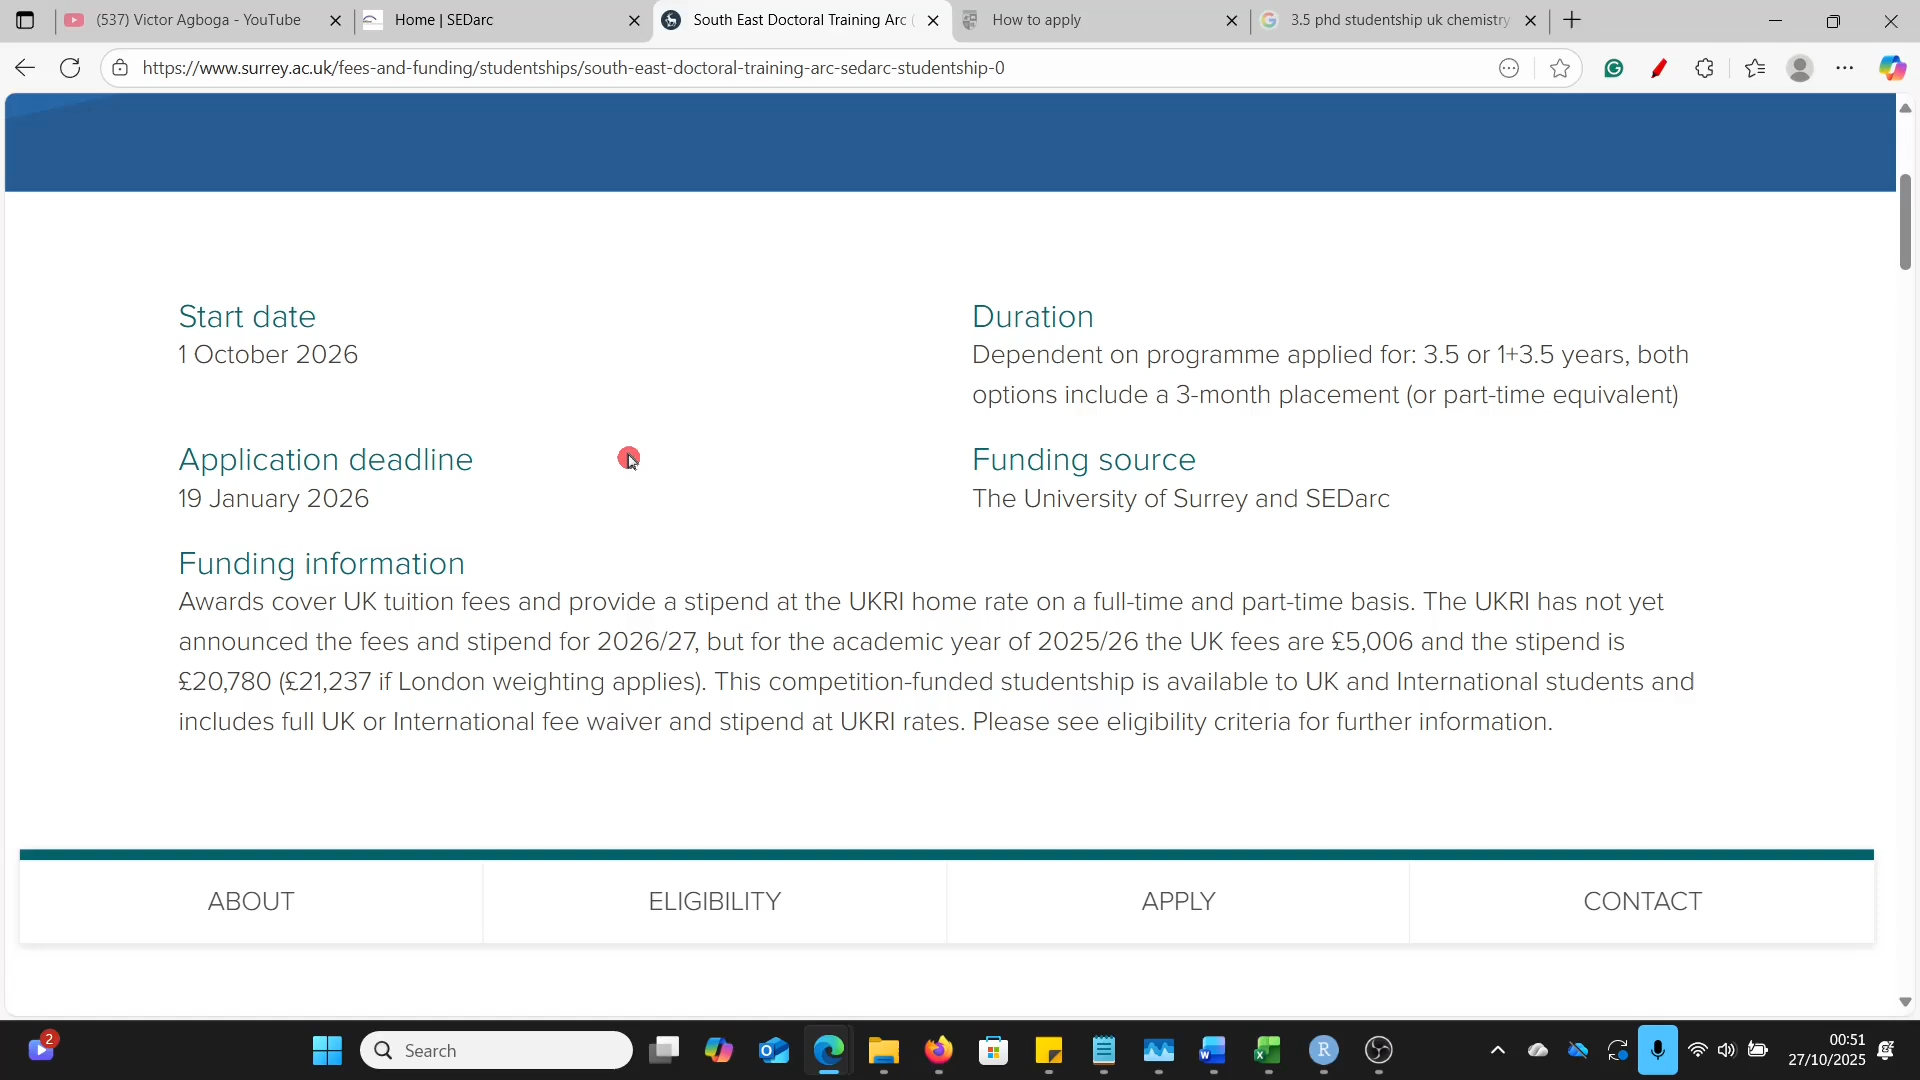 (537) Victor Agboga - YouTube
Home | SEDarc
South East Doctoral Training Arc (
How to apply
3.5 phd studentship uk chemistry
https://www.surrey.ac.uk/fees-and-funding/studentships/south-east-doctoral-training-arc-sedarc-studentship-0
Start date
1 October 2026
Duration
Dependent on programme applied for: 3.5 or 1+3.5 years, both
options include a 3-month placement (or part-time equivalent)
Application deadline
19 January 2026
Funding source
The University of Surrey and SEDarc
Funding information
Awards cover UK tuition fees and provide a stipend at the UKRI home rate on a full-time and part-time basis. The UKRI has not yet
announced the fees and stipend for 2026/27, but for the academic year of 2025/26 the UK fees are £5,006 and the stipend is
£20,780 (£21,237 if London weighting applies). This competition-funded studentship is available to UK and International students and
includes full UK or International fee waiver and stipend at UKRI rates. Please see eligibility criteria for further information.
ABOUT
ELIGIBILITY
APPLY
CONTACT
2
Search
00:51
27/10/2025